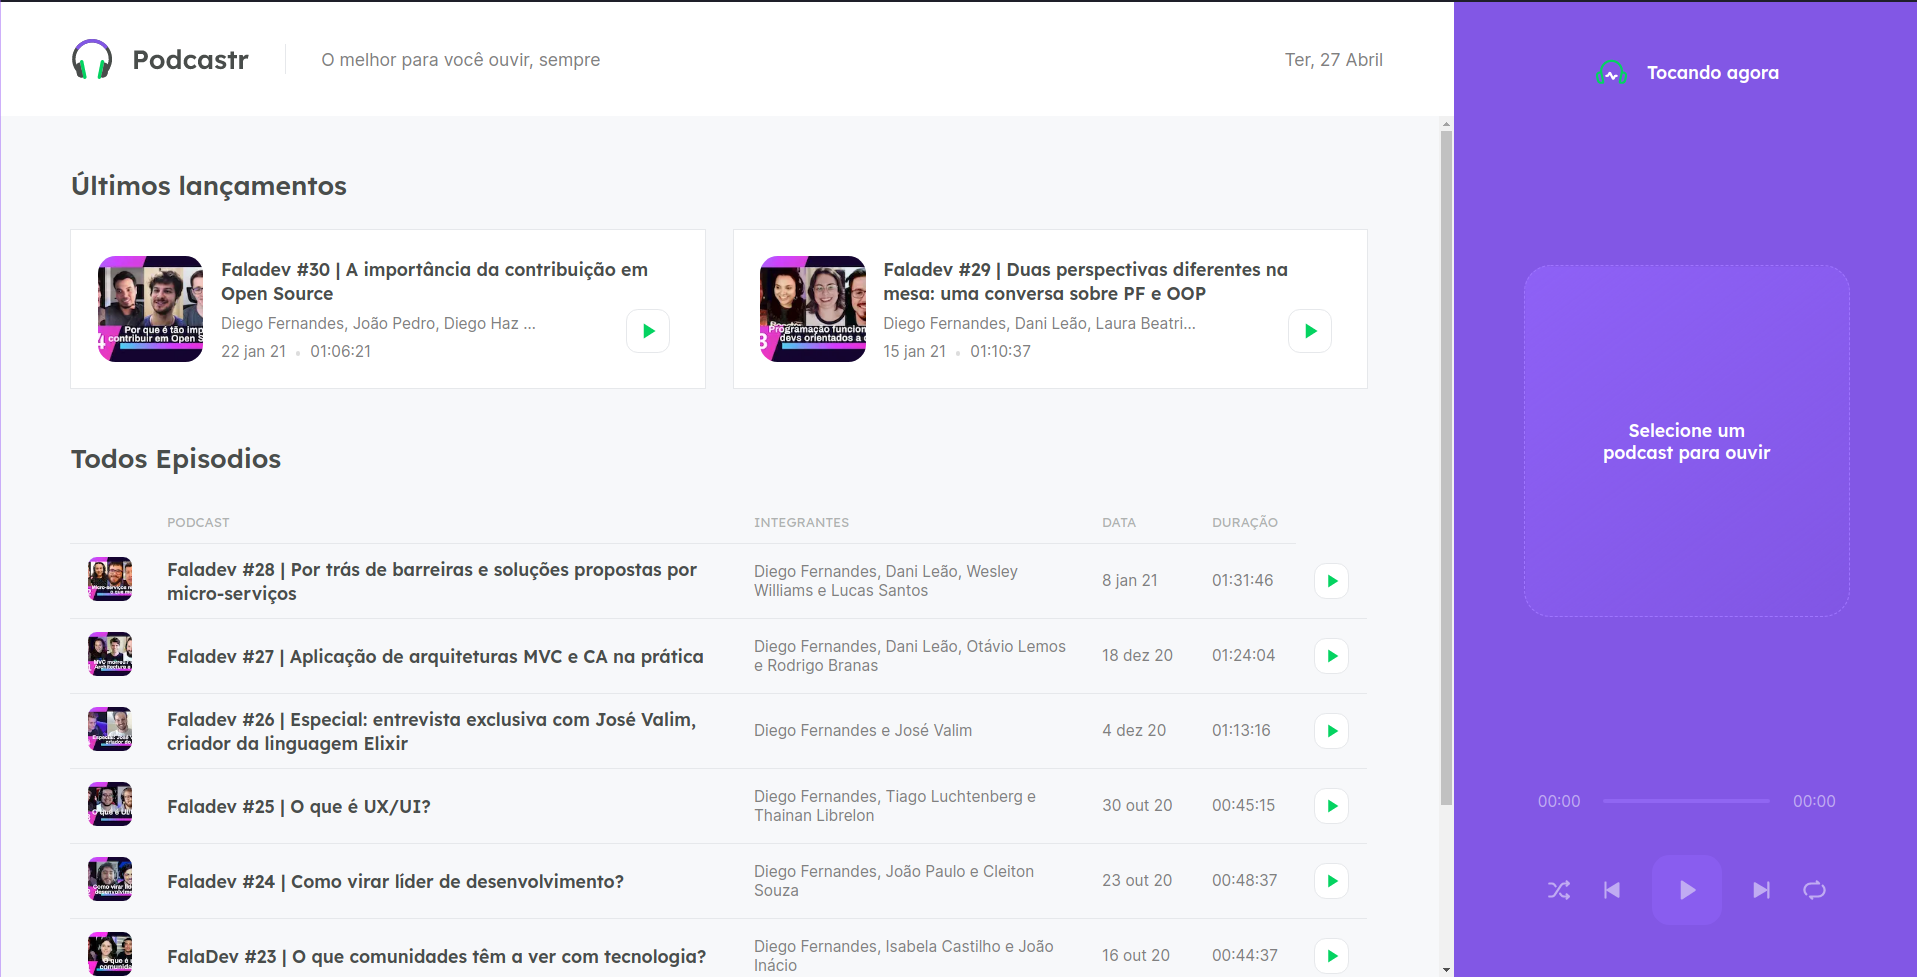 Podcastr
O melhor para você ouvir, sempre
Ter, 27 Abril
Últimos lançamentos
Por que é tão imp
contribuir em Open S
Faladev #30 | A importância da contribuição em
Open Source
Diego Fernandes, João Pedro, Diego Haz ...
22 jan 21 • 01:06:21
Programação funcion
devs orientados a o
Faladev #29 | Duas perspectivas diferentes na
mesa: uma conversa sobre PF e OOP
Diego Fernandes, Dani Leão, Laura Beatri...
15 jan 21 • 01:10:37
Todos Episodios
PODCAST
INTEGRANTES
DATA
DURAÇÃO
Faladev #28 | Por trás de barreiras e soluções propostas por
micro-serviços
Diego Fernandes, Dani Leão, Wesley
Williams e Lucas Santos
8 jan 21
01:31:46
Faladev #27 | Aplicação de arquiteturas MVC e CA na prática
Diego Fernandes, Dani Leão, Otávio Lemos
e Rodrigo Branas
18 dez 20
01:24:04
Faladev #26 | Especial: entrevista exclusiva com José Valim,
criador da linguagem Elixir
Diego Fernandes e José Valim
4 dez 20
01:13:16
Faladev #25 | O que é UX/UI?
Diego Fernandes, Tiago Luchtenberg e
Thainan Librelon
30 out 20
00:45:15
Faladev #24 | Como virar líder de desenvolvimento?
Diego Fernandes, João Paulo e Cleiton
Souza
23 out 20
00:48:37
FalaDev #23 | O que comunidades têm a ver com tecnologia?
Diego Fernandes, Isabela Castilho e João
Inácio
16 out 20
00:44:37
Tocando agora
Selecione um
podcast para ouvir
00:00
00:00